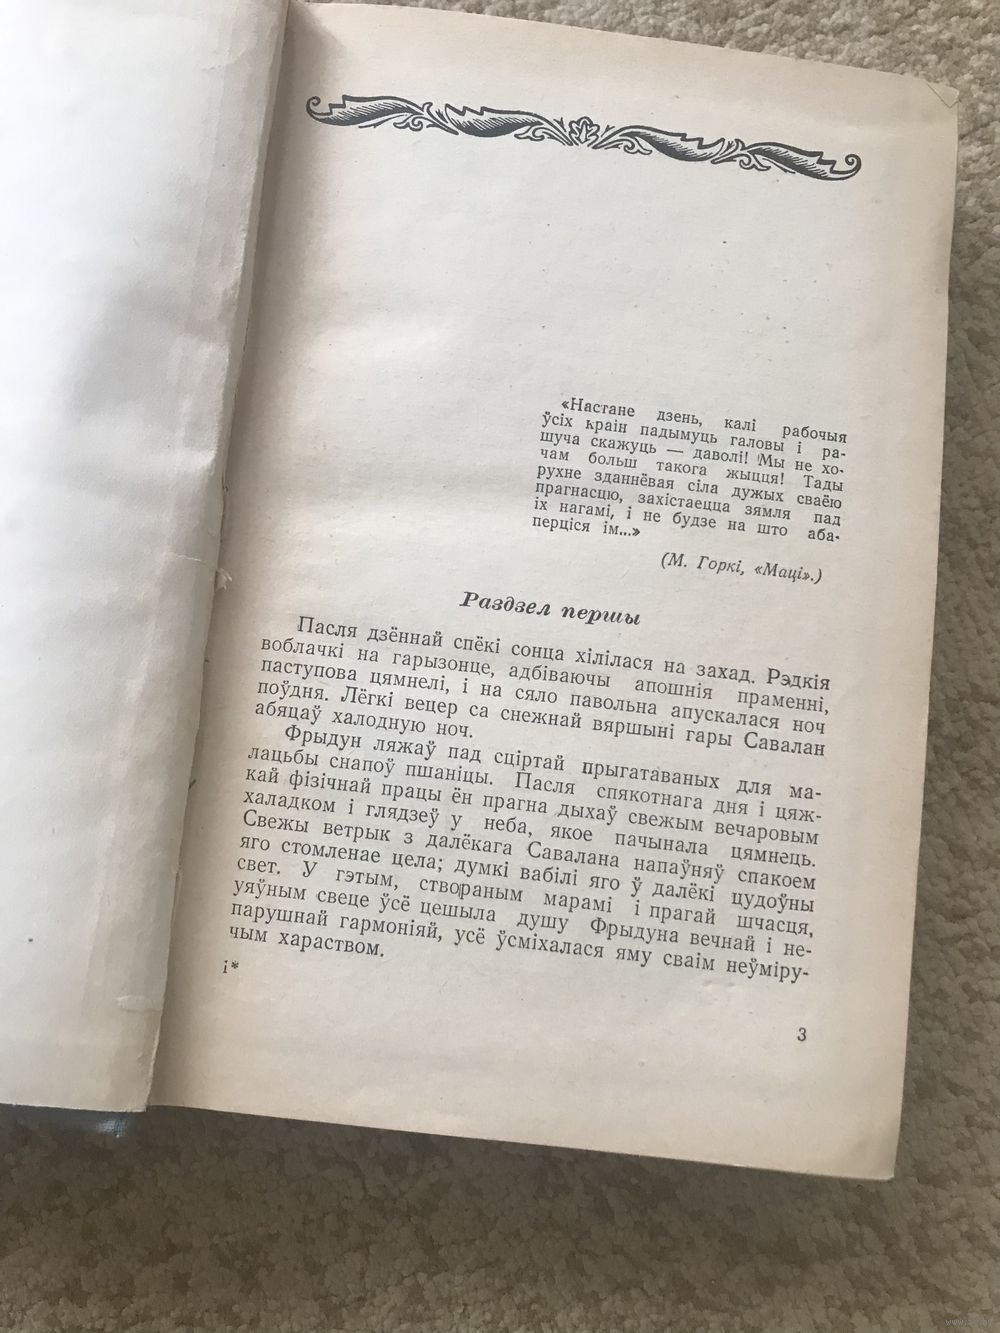 «Настане дзень, калі рабочыя
ўсіх краін падымуць галовы і ра-
шуча скажуць — даволі! Мы не хо-
чам больш такога жыцця! Тады
рухне зданнёвая сіла дужых сваёю
прагнасцю, захістаецца зямля пад
іх нагамі, і не будзе на што аба-
перціся ім...»
(М. Горкі, «Маці».)
Раздзел першы
Пасля дзённай спёкі сонца хілілася на захад. Рэдкія
воблачкі на гарызонце, адбіваючы апошнія праменні,
паступова цямнелі, і на сяло павольна апускалася ноч
поўдня. Лёгкі вецер са снежнай вяршыні гары Савалан
абяцаў халодную ноч.
Фрыдун ляжаў пад сціртай прыгатаваных для ма-
лацьбы снапоў пшаніцы. Пасля спякотнага дня і цяж-
кай фізічнай працы ён прагна дыхаў свежым вечаровым
халадком і глядзеў у неба, якое пачынала цямнець.
Свежы ветрык з далёкага Савалана напаўняў спакоем
яго стомленае цела; думкі вабілі яго ў далёкі цудоўны
свет. У гэтым, створаным марамі і прагай шчасця,
уяўным свеце ўсё цешыла душу Фрыдуна вечнай і не-
парушнай гармоніяй, усё ўсміхалася яму сваім неўміру-
чым хараством.
і*
3